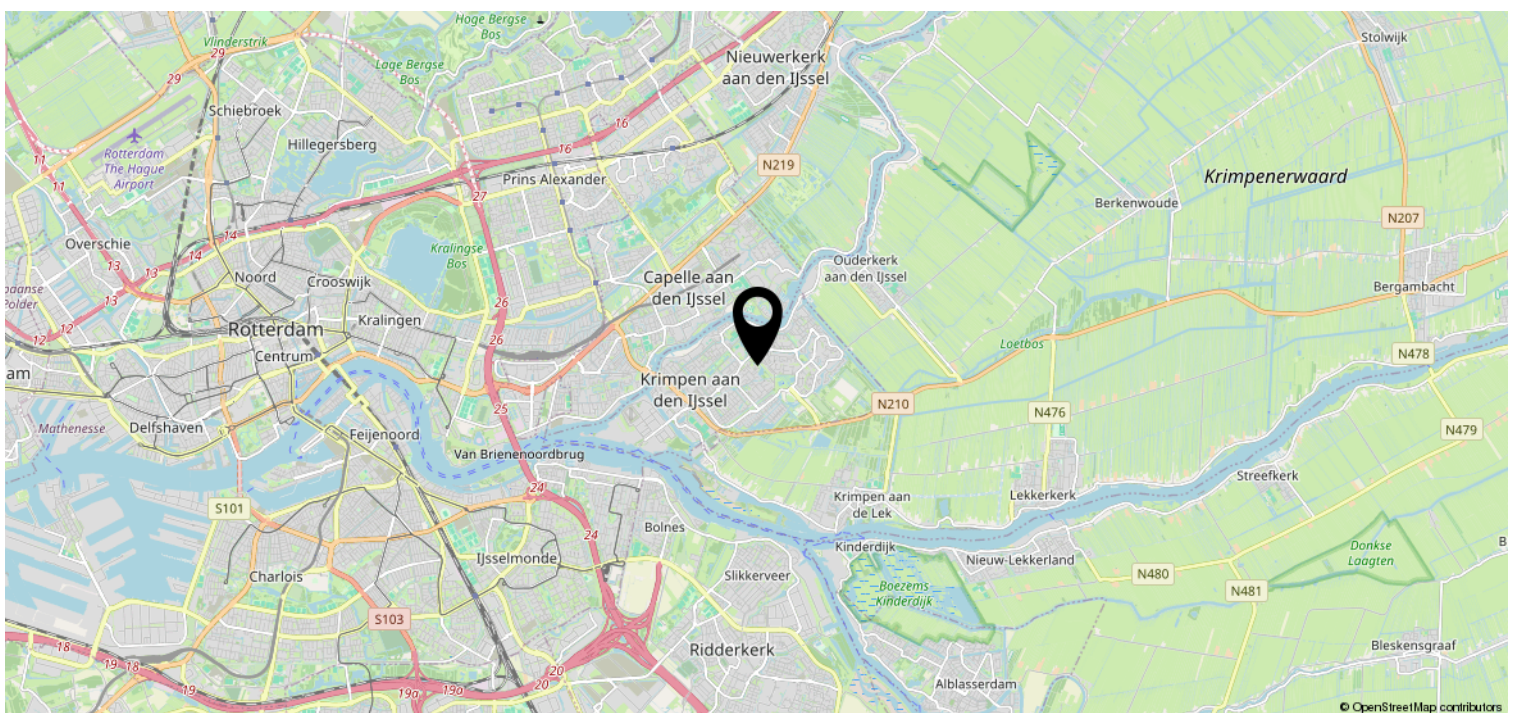 Hoge Bergse
Bos
Vlinderstrik
29
Stolwijk
Nieuwerkerk
aan den IJssel
Lage Bergse
Bos
29
Schiebroek
16
Hillegersberg
16
11
Rotterdam
The Hague
Airport
N219
Krimpenerwaard
Prins Alexander
11
27
Berkenwoude
N207
14
Overschie
14
Kralingse
Bos
13
13
Ouderkerk
aan den IJssel
Noord
Crooswijk
Capelle aan
den IJssel
Bergambacht
Polder
13
26
Kralingen
Rotterdam
12
12
26
Loetbos
N478
Centrum
am
Krimpen aan
den IJssel
N210
N476
25
Mathenesse
Delfshaven
Feijenoord
N479
Van Brienenoordbrug
Streefkerk
24
Krimpen aan
de Lek
Lekkerkerk
S101
Bolnes
24
Kinderdijk
IJsselmonde
Nieuw-Lekkerland
Donkse
Laagten
B
Charlois
Slikkerveer
N480
Boezems
Kinderdijk
N481
S103
18
Bleskensgraaf
Ridderkerk
19
18
20
20
Alblasserdam
19
19a
19a
© OpenStreetMap contributors